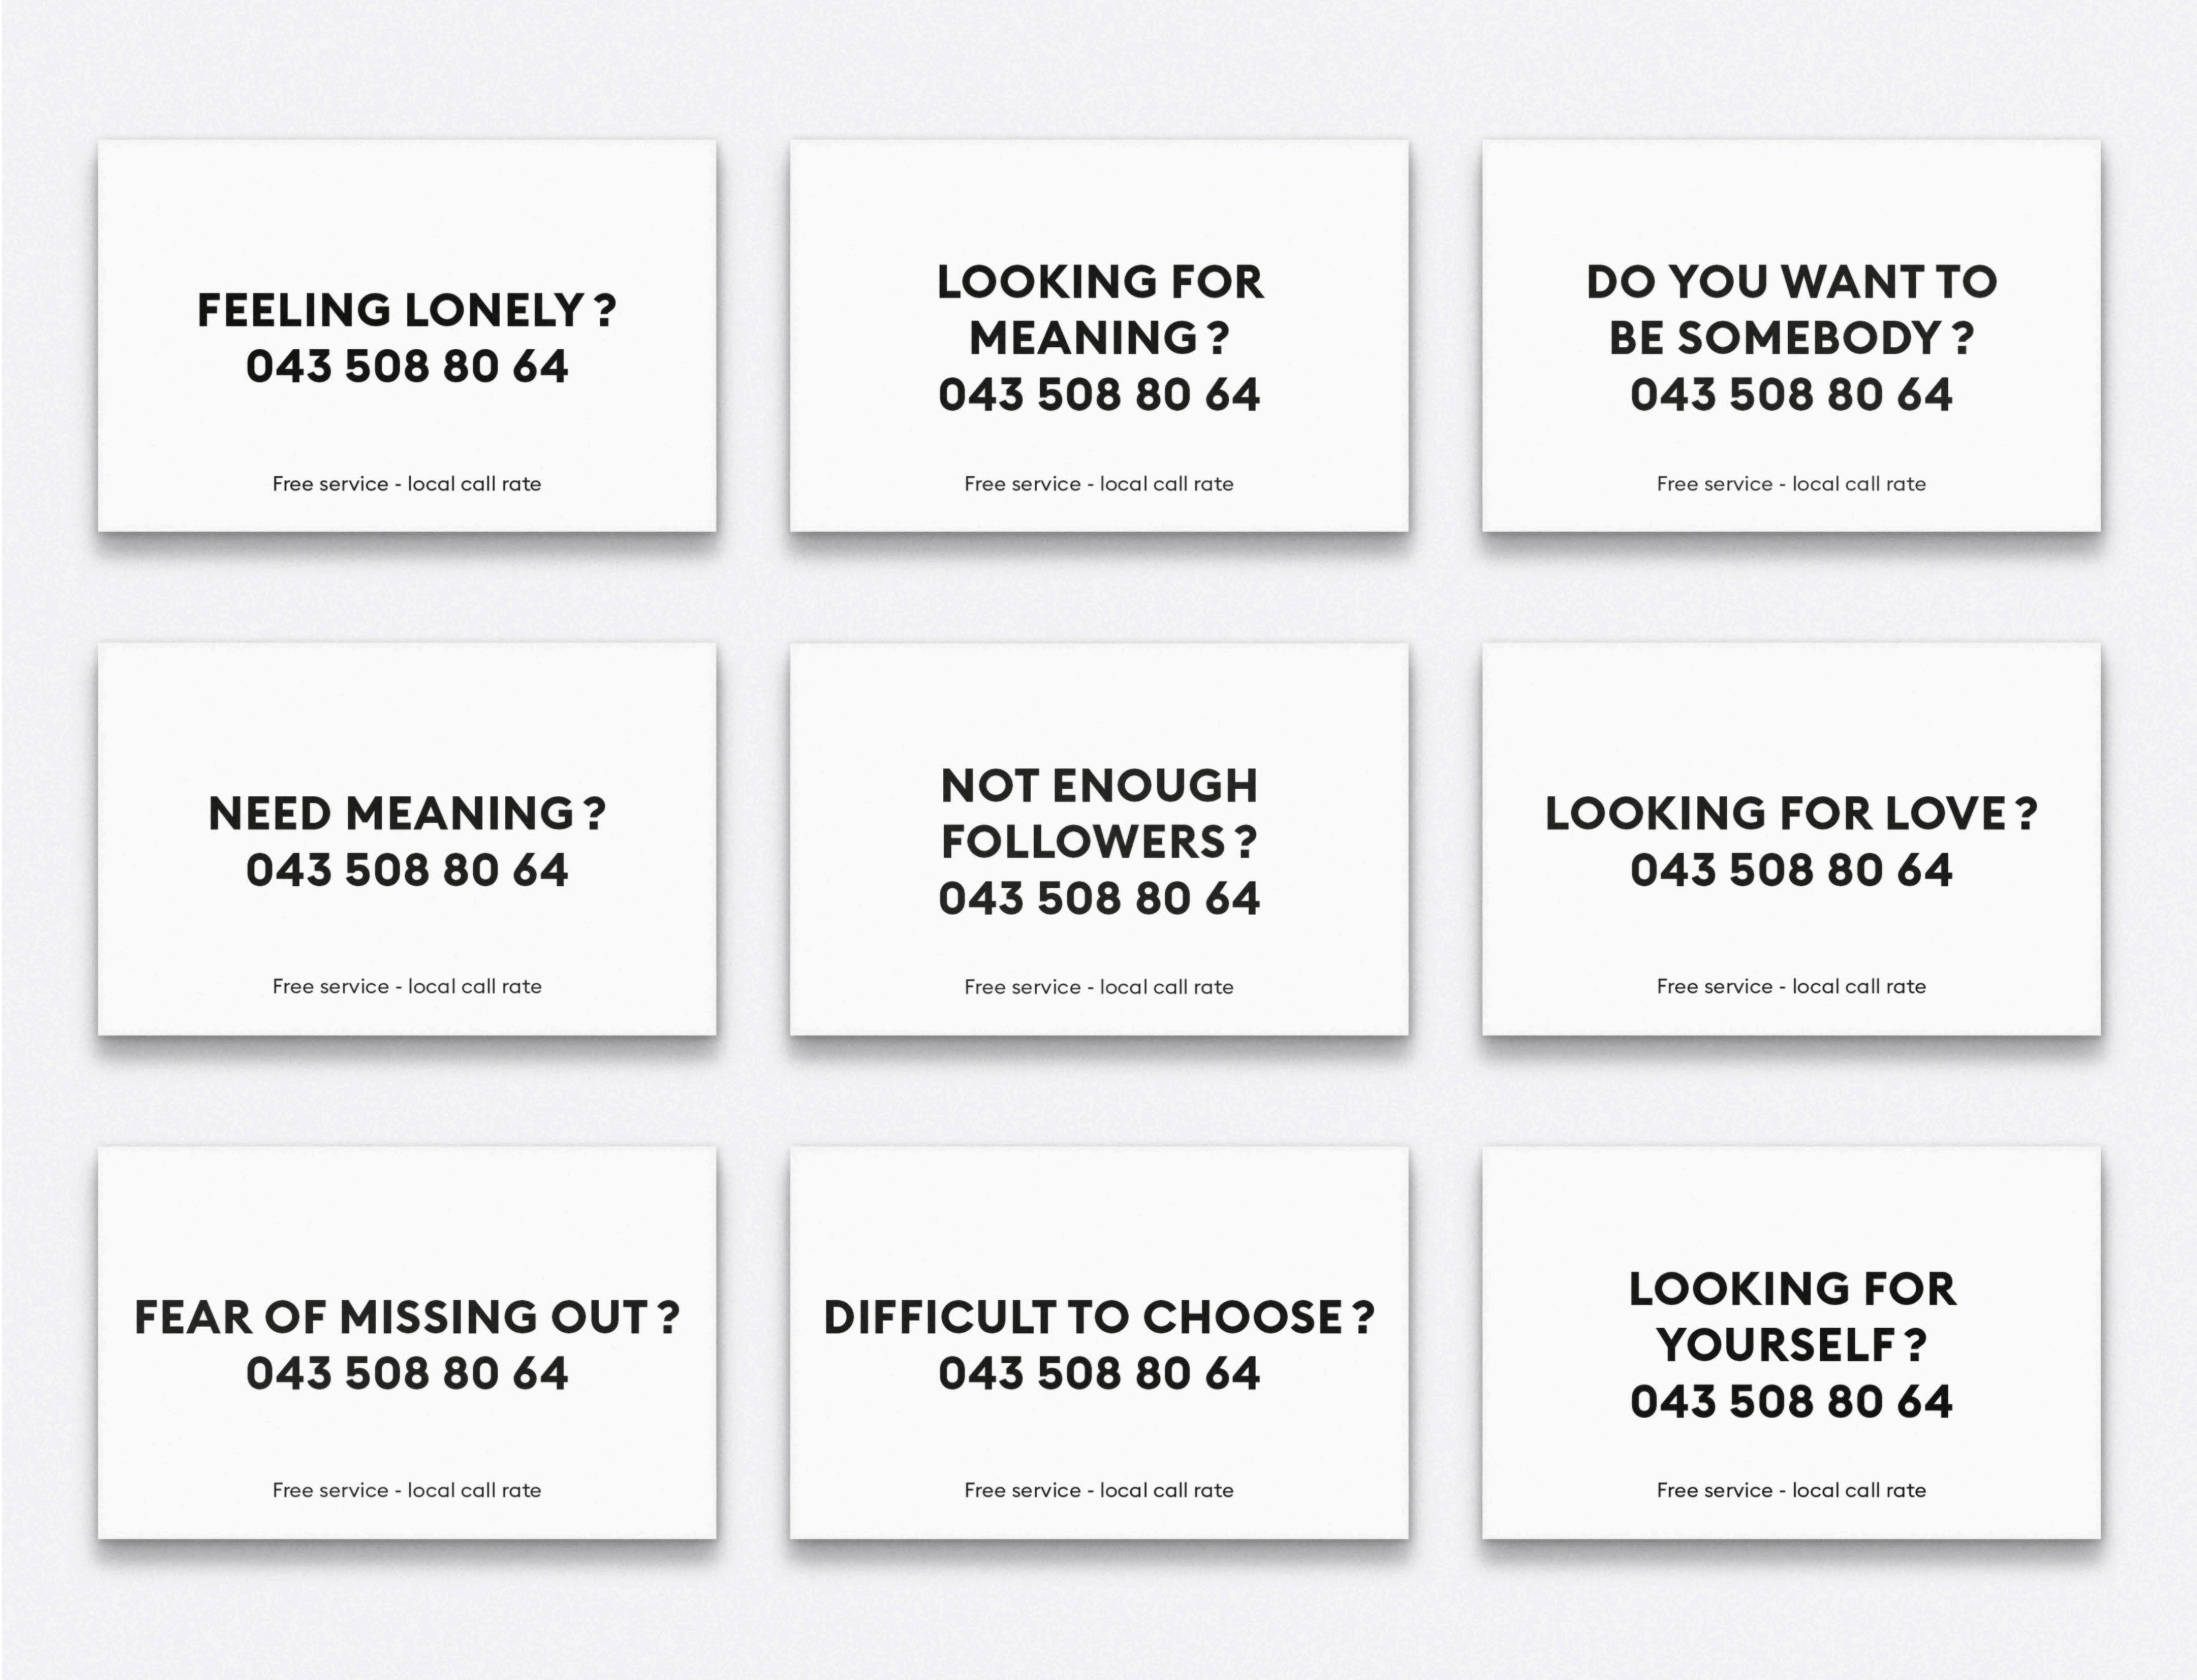 FEELING LONELY ?
043 508 80 64
Free service - local call rate
LOOKING FOR
MEANING ?
043 508 80 64
Free service - local call rate
DO YOU WANT TO
BE SOMEBODY ?
043 508 80 64
Free service - local call rate
NEED MEANING ?
043 508 80 64
Free service - local call rate
NOT ENOUGH
FOLLOWERS ?
043 508 80 64
Free service - local call rate
LOOKING FOR LOVE ?
043 508 80 64
Free service - local call rate
FEAR OF MISSING OUT ?
043 508 80 64
Free service - local call rate
DIFFICULT TO CHOOSE ?
043 508 80 64
Free service - local call rate
LOOKING FOR
YOURSELF ?
043 508 80 64
Free service - local call rate